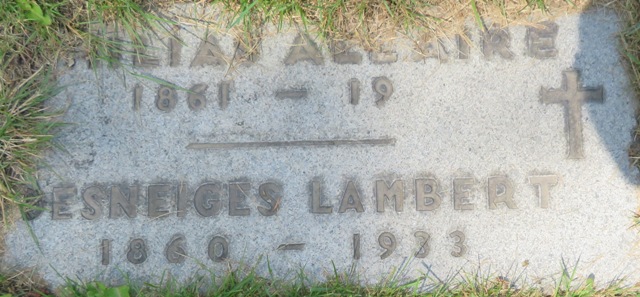 ALLAIRE
1861 – 19
DESNEIGES LAMBERT
1860 – 1933